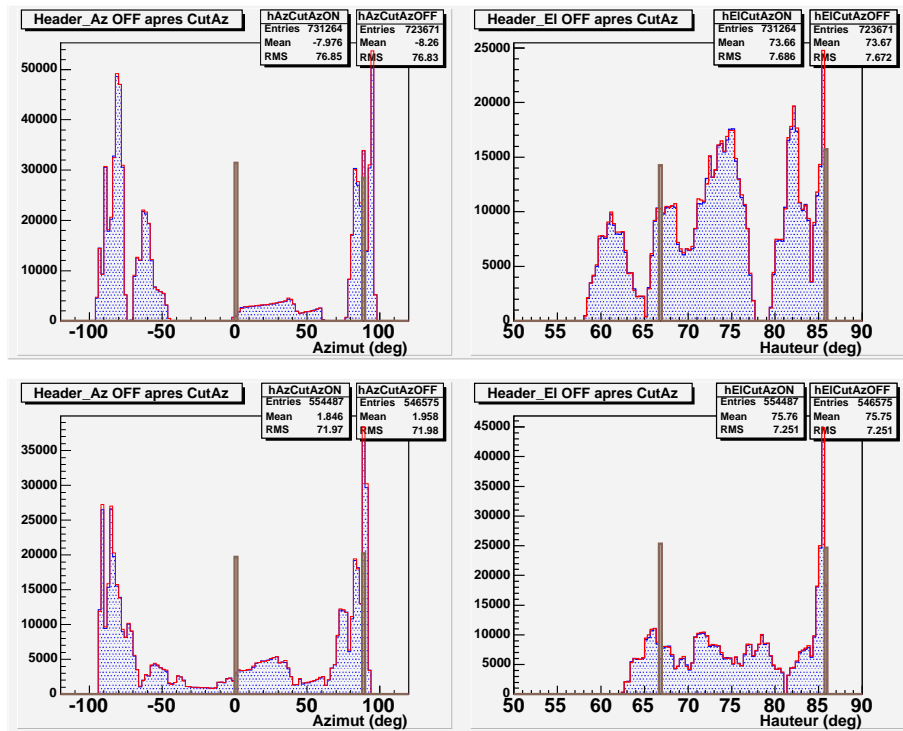 Header_Az OFF apres CutAz
hAzCutAzON
Entries 731264
Mean -7.976
RMS 76.85
hAzCutAzOFF
Entries 723671
Mean -8.26
RMS 76.83
50000
40000
30000
20000
10000
0
-100 -50 0 50 100
Azimut (deg)
Header_El OFF apres CutAz
hElCutAzON
Entries 731264
Mean 73.66
RMS 7.686
hElCutAzOFF
Entries 723671
Mean 73.67
RMS 7.672
25000
20000
15000
10000
5000
0
50 55 60 65 70 75 80 85 90
Hauteur (deg)
Header_Az OFF apres CutAz
hAzCutAzON
Entries 554487
Mean 1.846
RMS 71.97
hAzCutAzOFF
Entries 546575
Mean 1.958
RMS 71.98
35000
30000
25000
20000
15000
10000
5000
0
-100 -50 0 50 100
Azimut (deg)
Header_El OFF apres CutAz
hElCutAzON
Entries 554487
Mean 75.76
RMS 7.251
hElCutAzOFF
Entries 546575
Mean 75.75
RMS 7.251
45000
40000
35000
30000
25000
20000
15000
10000
5000
0
50 55 60 65 70 75 80 85 90
Hauteur (deg)